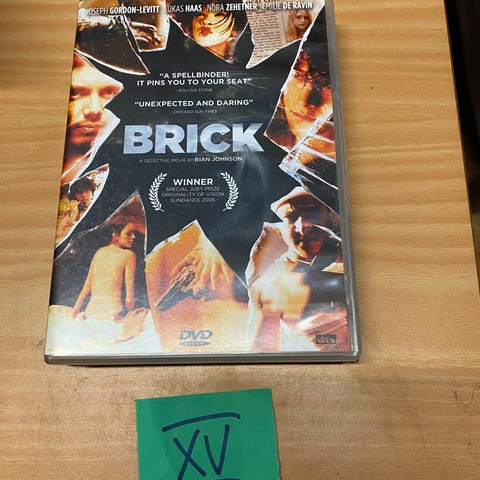 JOSEPH GORDON-LEVITT LUKAS HAAS NORA ZEHETNER EMILIE DE RAVIN
"A SPELLBINDER!
IT PINS YOU TO YOUR SEAT"
- ROLLING STONE
"UNEXPECTED AND DARING"
- CHICAGO SUN TIMES
BRICK
A DETECTIVE MOVIE BY RIAN JOHNSON
WINNER
SPECIAL JURY PRIZE
ORIGINALITY OF VISION
SUNDANCE 2005
DVD
VIDEO
dts
XV